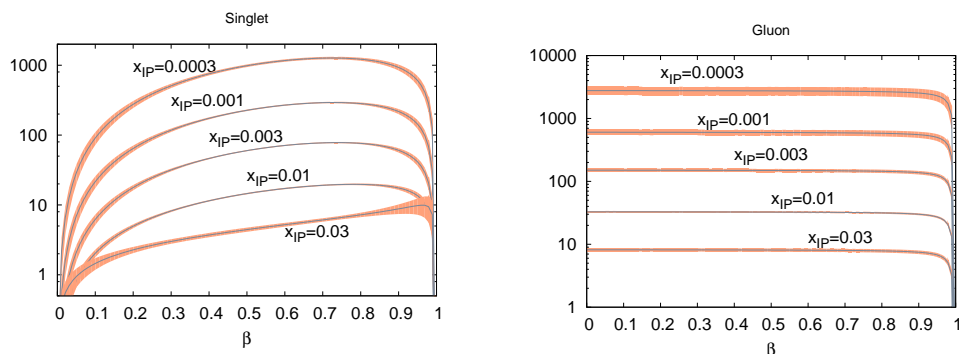 Singlet
1000
100
10
1
x_IP=0.0003
x_IP=0.001
x_IP=0.003
x_IP=0.01
x_IP=0.03
0 0.1 0.2 0.3 0.4 0.5 0.6 0.7 0.8 0.9 1
β
Gluon
10000
1000
100
10
1
x_IP=0.0003
x_IP=0.001
x_IP=0.003
x_IP=0.01
x_IP=0.03
0 0.1 0.2 0.3 0.4 0.5 0.6 0.7 0.8 0.9 1
β